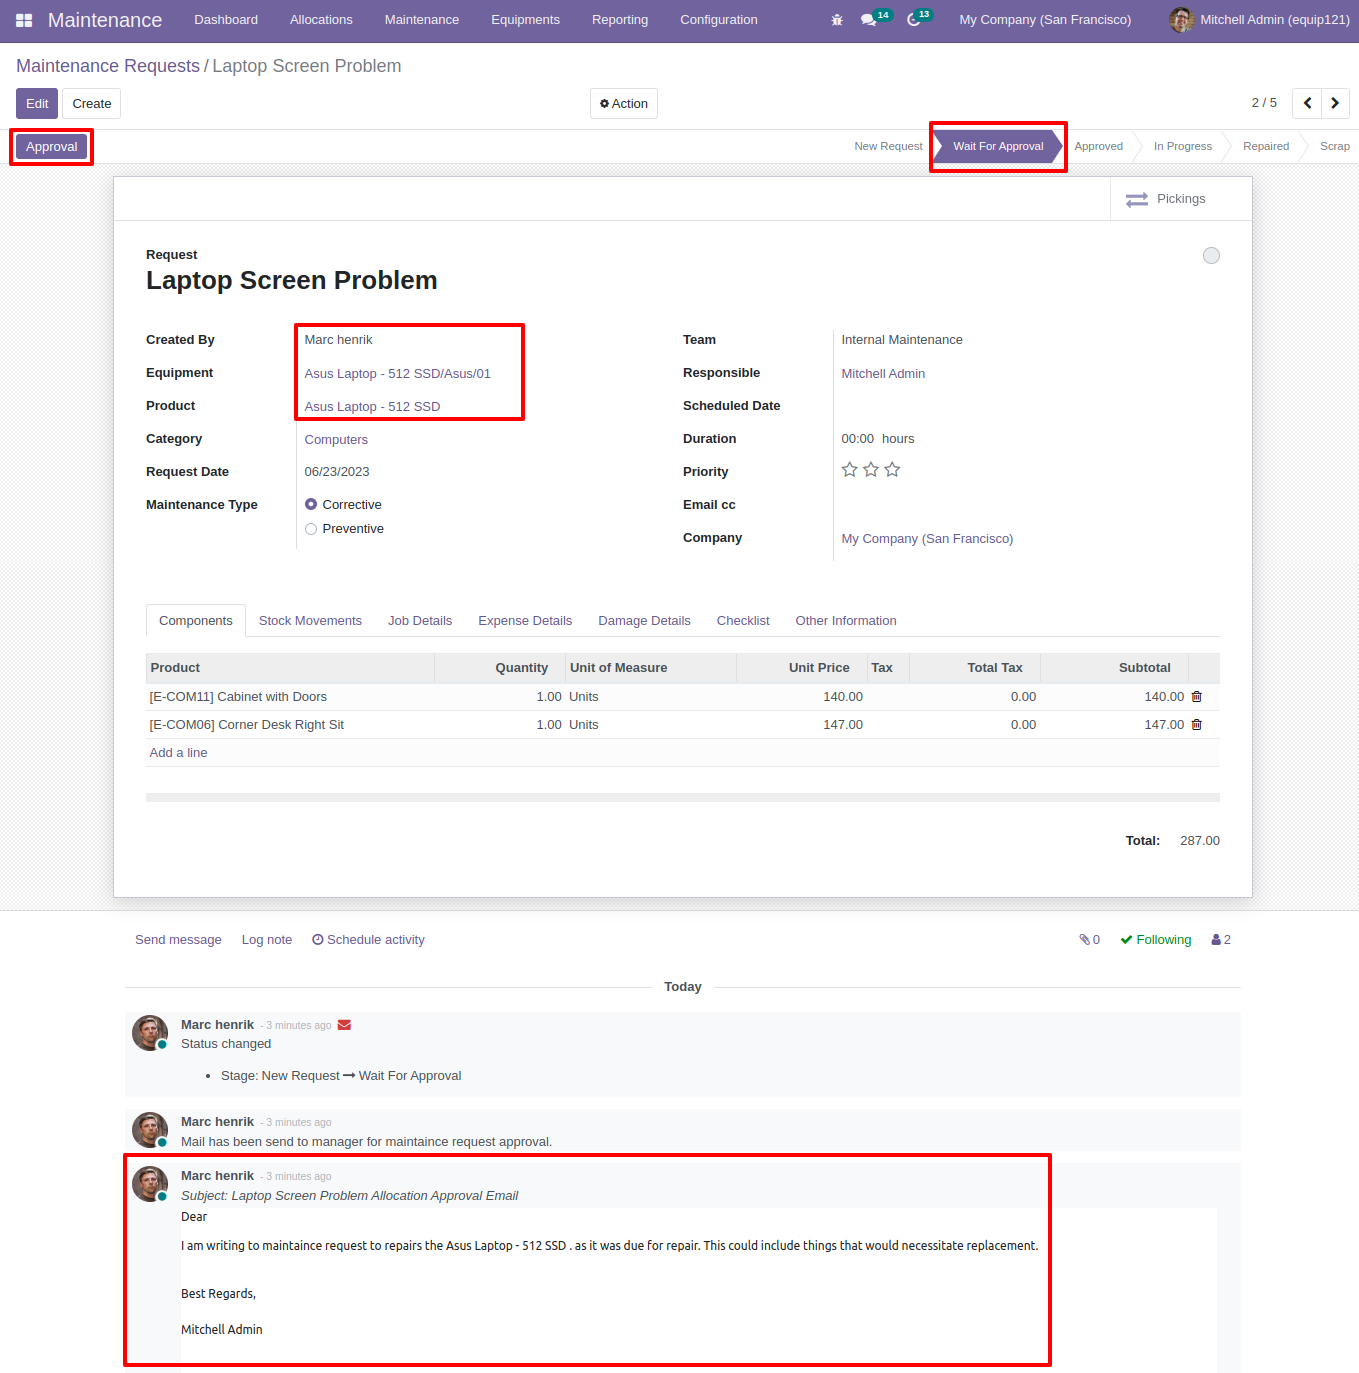 Maintenance Dashboard Allocations Maintenance Equipments Reporting Configuration 14 13 My Company (San Francisco) Mitchell Admin (equip121)
Maintenance Requests / Laptop Screen Problem
Edit Create Action 2 / 5
Approval New Request Wait For Approval Approved In Progress Repaired Scrap
Pickings
Request
Laptop Screen Problem
Created By Marc henrik Team Internal Maintenance
Equipment Asus Laptop - 512 SSD/Asus/01 Responsible Mitchell Admin
Product Asus Laptop - 512 SSD Scheduled Date
Category Computers Duration 00:00 hours
Request Date 06/23/2023 Priority
Maintenance Type Corrective Email cc
Preventive
Company My Company (San Francisco)
Components Stock Movements Job Details Expense Details Damage Details Checklist Other Information
Product Quantity Unit of Measure Unit Price Tax Total Tax Subtotal
[E-COM11] Cabinet with Doors 1.00 Units 140.00 0.00 140.00
[E-COM06] Corner Desk Right Sit 1.00 Units 147.00 0.00 147.00
Add a line
Total: 287.00
Send message Log note Schedule activity 0 Following 2
Today
Marc henrik - 3 minutes ago
Status changed
• Stage: New Request → Wait For Approval
Marc henrik - 3 minutes ago
Mail has been send to manager for maintaince request approval.
Marc henrik - 3 minutes ago
Subject: Laptop Screen Problem Allocation Approval Email
Dear
I am writing to maintaince request to repairs the Asus Laptop - 512 SSD . as it was due for repair. This could include things that would necessitate replacement.
Best Regards,
Mitchell Admin